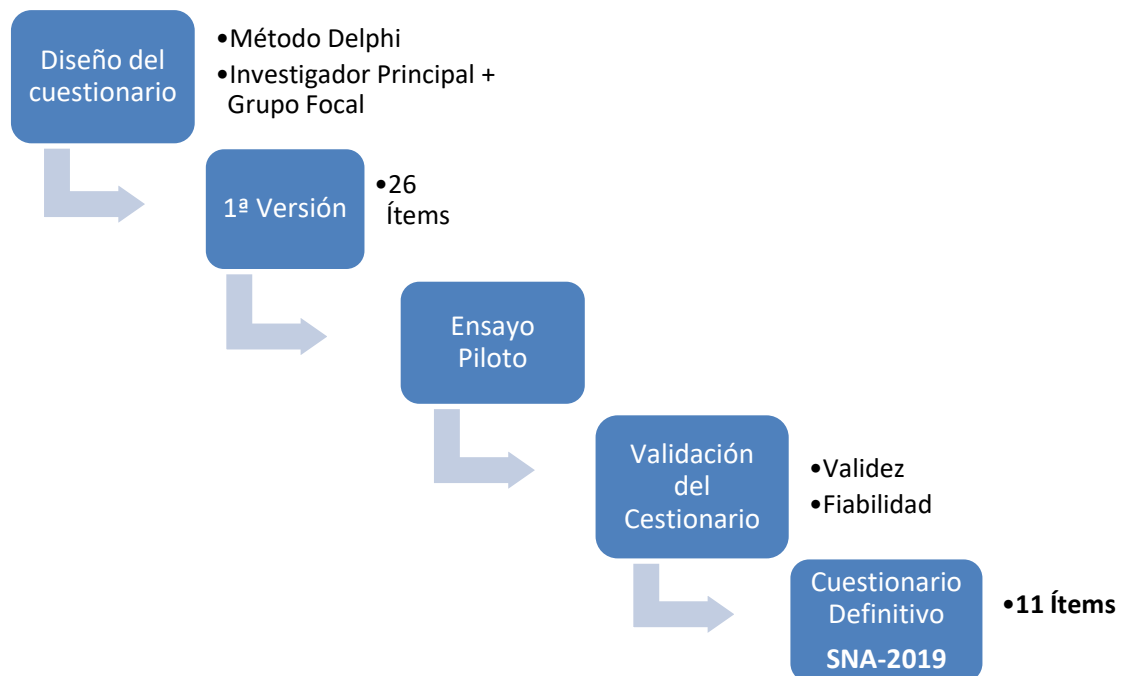 Diseño del
cuestionario
•Método Delphi
•Investigador Principal +
Grupo Focal
1ª Versión
•26
Ítems
Ensayo
Piloto
Validación
del
Cestionario
•Validez
•Fiabilidad
Cuestionario
Definitivo
SNA-2019
•11 Ítems